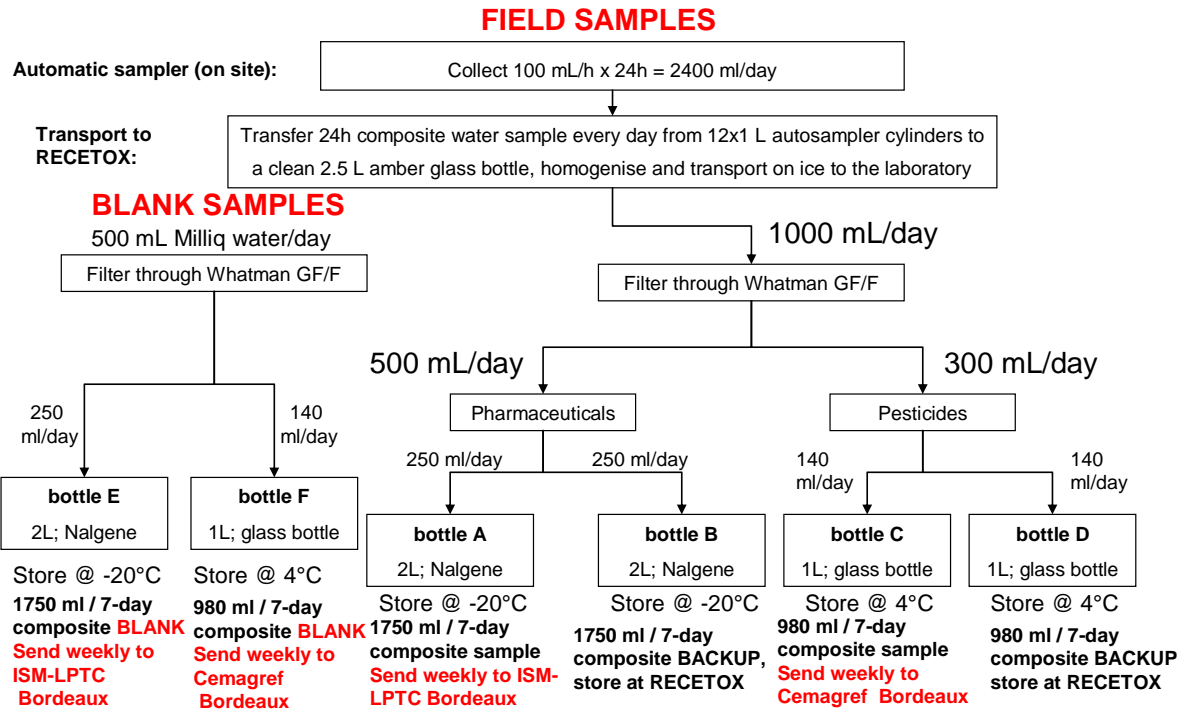 FIELD SAMPLES
Automatic sampler (on site):
Collect 100 mL/h x 24h = 2400 ml/day
Transport to
RECETOX:
Transfer 24h composite water sample every day from 12x1 L autosampler cylinders to
a clean 2.5 L amber glass bottle, homogenise and transport on ice to the laboratory
BLANK SAMPLES
500 mL Milliq water/day
Filter through Whatman GF/F
1000 mL/day
Filter through Whatman GF/F
500 mL/day
300 mL/day
Pharmaceuticals
Pesticides
250
ml/day
140
ml/day
250 ml/day
250 ml/day
140
ml/day
140
ml/day
bottle E
2L; Nalgene
Store @ -20°C
1750 ml / 7-day
composite BLANK
Send weekly to
ISM-LPTC
Bordeaux
bottle F
1L; glass bottle
Store @ 4°C
980 ml / 7-day
composite BLANK
Send weekly to
Cemagref
Bordeaux
bottle A
2L; Nalgene
Store @ -20°C
1750 ml / 7-day
composite sample
Send weekly to ISM-
LPTC Bordeaux
bottle B
2L; Nalgene
Store @ -20°C
1750 ml / 7-day
composite BACKUP,
store at RECETOX
bottle C
1L; glass bottle
Store @ 4°C
980 ml / 7-day
composite sample
Send weekly to
Cemagref Bordeaux
bottle D
1L; glass bottle
Store @ 4°C
980 ml / 7-day
composite BACKUP
store at RECETOX